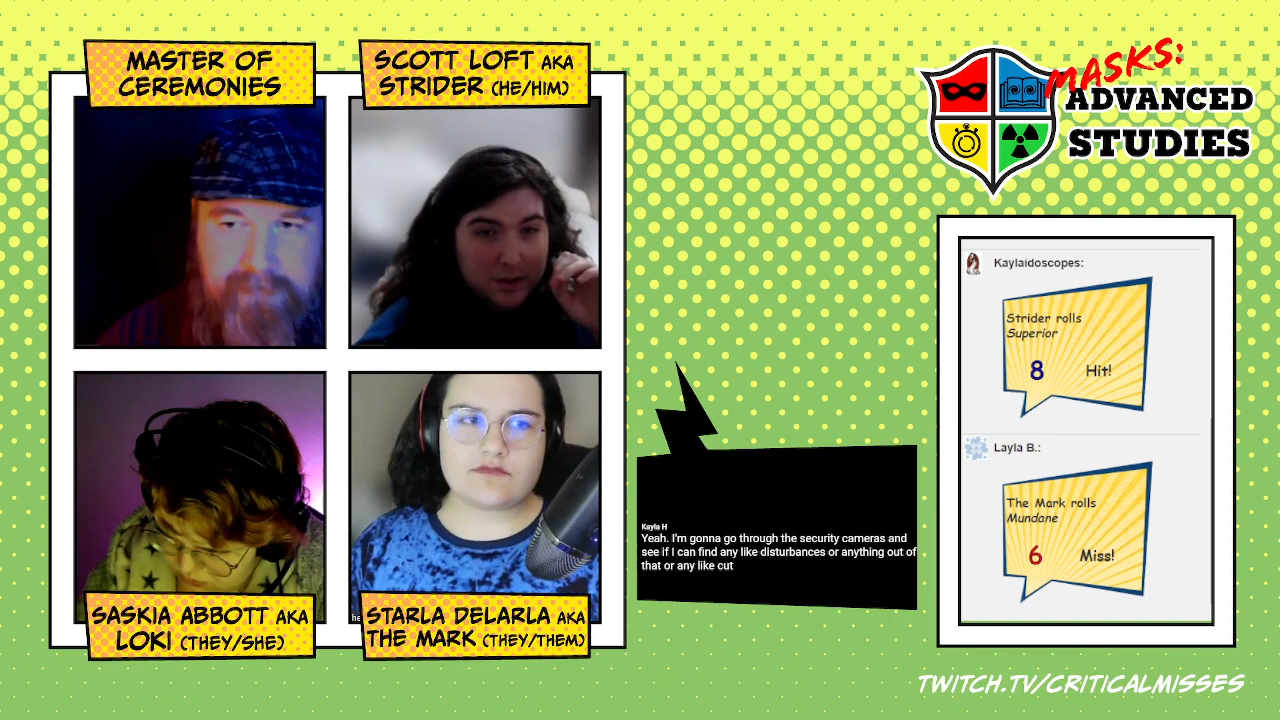 MASTER OF
CEREMONIES
SCOTT LOFT AKA
STRIDER (HE/HIM)
SASKIA ABBOTT AKA
LOKI (THEY/SHE)
he
STARLA DELARLA AKA
THE MARK (THEY/THEM)
Kayla H
Yeah. I'm gonna go through the security cameras and
see if I can find any like disturbances or anything out of
that or any like cut
MASKS:
ADVANCED
STUDIES
Kaylaidoscopes:
Strider rolls
Superior
8 Hit!
Layla B.:
The Mark rolls
Mundane
6 Miss!
TWITCH.TV/CRITICALMISSES